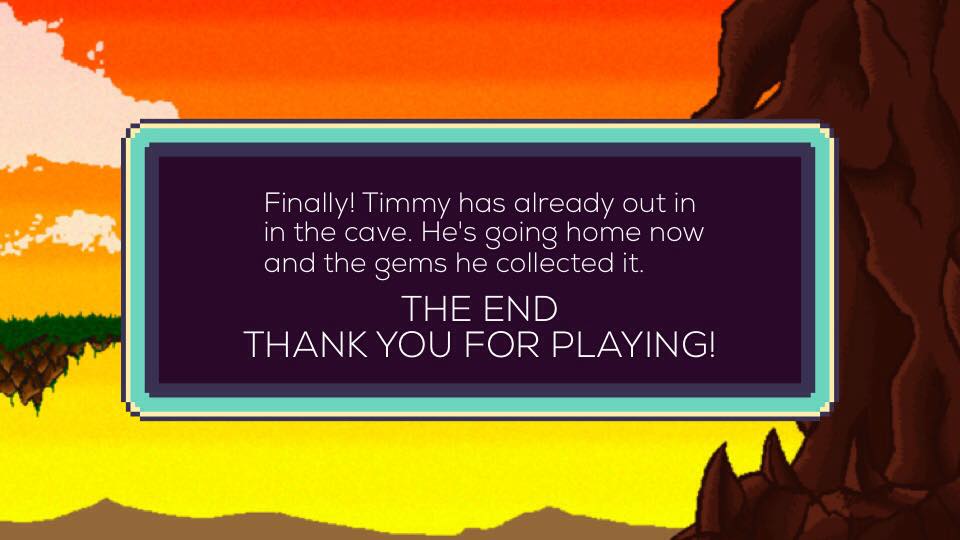 Finally! Timmy has already out in
in the cave. He's going home now
and the gems he collected it.
THE END
THANK YOU FOR PLAYING!